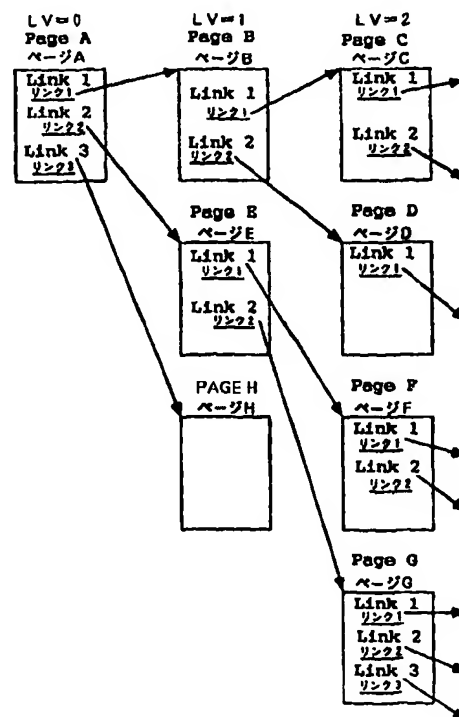 LV=0
Page A
ページA
Link 1
リンク1
Link 2
リンク2
Link 3
リンク3
LV=1
Page B
ページB
Link 1
リンク1
Link 2
リンク2
Page E
ページE
Link 1
リンク1
Link 2
リンク2
PAGE H
ページH
LV=2
Page C
ページC
Link 1
リンク1
Link 2
リンク2
Page D
ページD
Link 1
リンク1
Page F
ページF
Link 1
リンク1
Link 2
リンク2
Page G
ページG
Link 1
リンク1
Link 2
リンク2
Link 3
リンク3